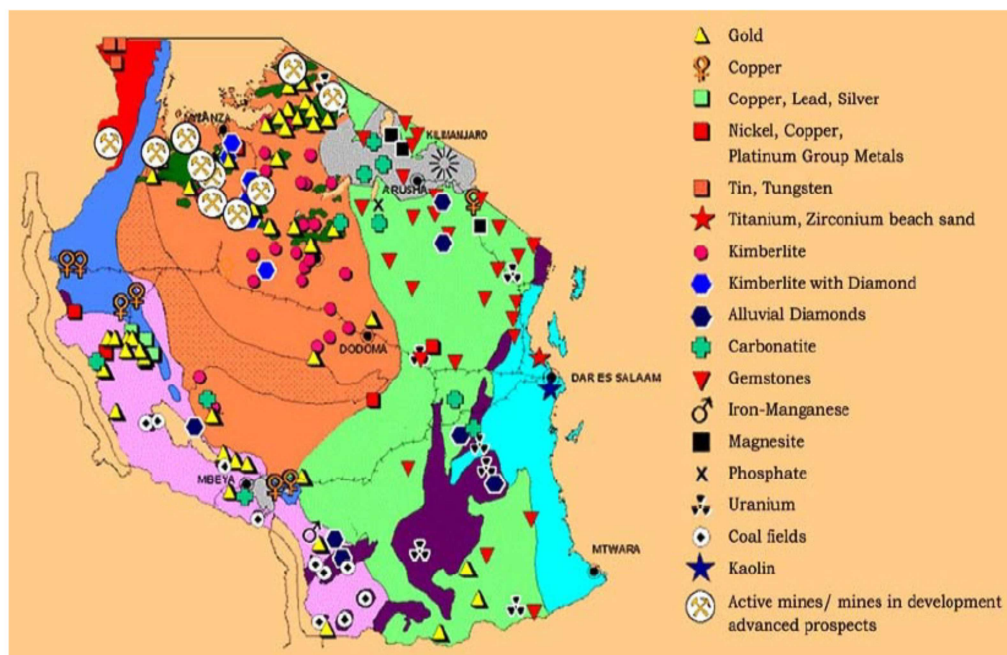 MWANZA
KILIMANJARO
ARUSHA
DODOMA
DAR ES SALAAM
MBEYA
MTWARA
Gold
Copper
Copper, Lead, Silver
Nickel, Copper,
Platinum Group Metals
Tin, Tungsten
Titanium, Zirconium beach sand
Kimberlite
Kimberlite with Diamond
Alluvial Diamonds
Carbonatite
Gemstones
Iron-Manganese
Magnesite
Phosphate
Uranium
Coal fields
Kaolin
Active mines/ mines in development
advanced prospects